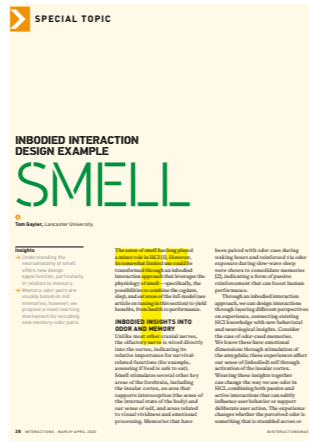 SPECIAL TOPIC
INBODIED INTERACTION
DESIGN EXAMPLE
SMELL
Tom Gayler, Lancaster University
Insights
Understanding the
neuroanatomy of smell
offers new design
opportunities, particularly
in relation to memory.
Memory-odor pairs are
usually based on old
memories; however, we
propose a novel learning
mechanism for encoding
new memory-odor pairs.
The sense of smell has long played
a minor role in HCI [1]. However,
its somewhat limited use could be
transformed through an inbodied
interaction approach that leverages the
physiology of smell—specifically, the
possibilities to combine the cogitate,
sleep, and eat areas of the in5 model (see
article on tuning in this section) to yield
benefits, from health to performance.
INBODIED INSIGHTS INTO
ODOR AND MEMORY
Unlike most other cranial nerves,
the olfactory nerve is wired directly
into the cortex, indicating its
relative importance for survival-
related functions (for example,
assessing if food is safe to eat).
Smell stimulates several other key
areas of the forebrain, including
the insular cortex, an area that
supports interoception (the sense of
the internal state of the body) and
our sense of self, and areas related
to visual vividness and emotional
processing. Memories that have
been paired with odor cues during
waking hours and reinforced via odor
exposure during slow-wave sleep
were shown to consolidate memories
[2], indicating a form of passive
reinforcement that can boost human
performance.
Through an inbodied interaction
approach, we can design interactions
through layering different perspectives
on experience, connecting existing
HCI knowledge with new behavioral
and neurological insights. Consider
the case of odor-cued memories.
We know these have emotional
dimensions through stimulation of
the amygdala; these experiences affect
our sense of (inbodied) self through
activation of the insular cortex.
Weaving these insights together
can change the way we use odor in
HCI, combining both passive and
active interactions that can subtly
influence user behavior or support
deliberate user action. The experience
changes whether the perceived odor is
something that is stumbled across or
38 INTERACTIONS MARCH–APRIL 2020
@INTERACTIONSMAG